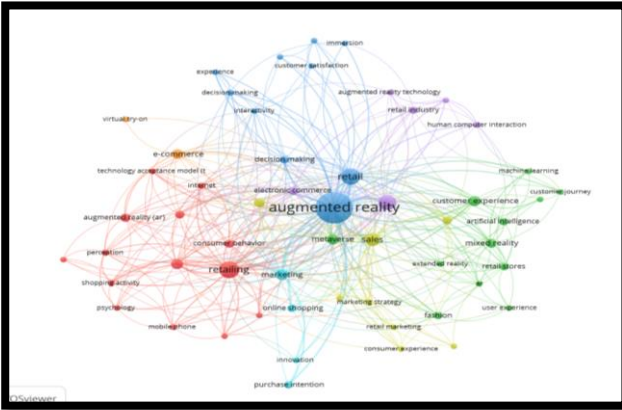 immersion
customer satisfaction
experience
decisionmaking
augmented reality technology
interactivity
retail industry
virtual try-on
human computer interaction
e-commerce
decision making
technology acceptance model (t
machine learning
internet
retail
electronic commerce
customer journey
augmented reality
customer experience
augmented reality (ar)
artificial intelligence
metaverse
sales
consumer behavior
mixed reality
perception
extended reality
retail stores
retailing
marketing
shopping activity
marketing strategy
psychology
online shopping
user experience
fashion
mobile phone
retail marketing
consumer experience
innovation
purchase intention
OSviewer